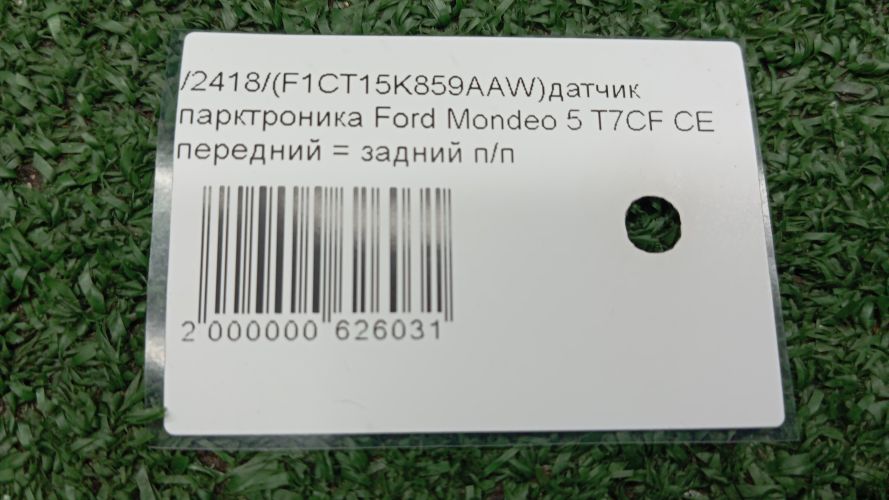 /2418/(F1CT15K859AAW)датчик
парктроника Ford Mondeo 5 T7CF CE
передний = задний п/п
2 000000 626031